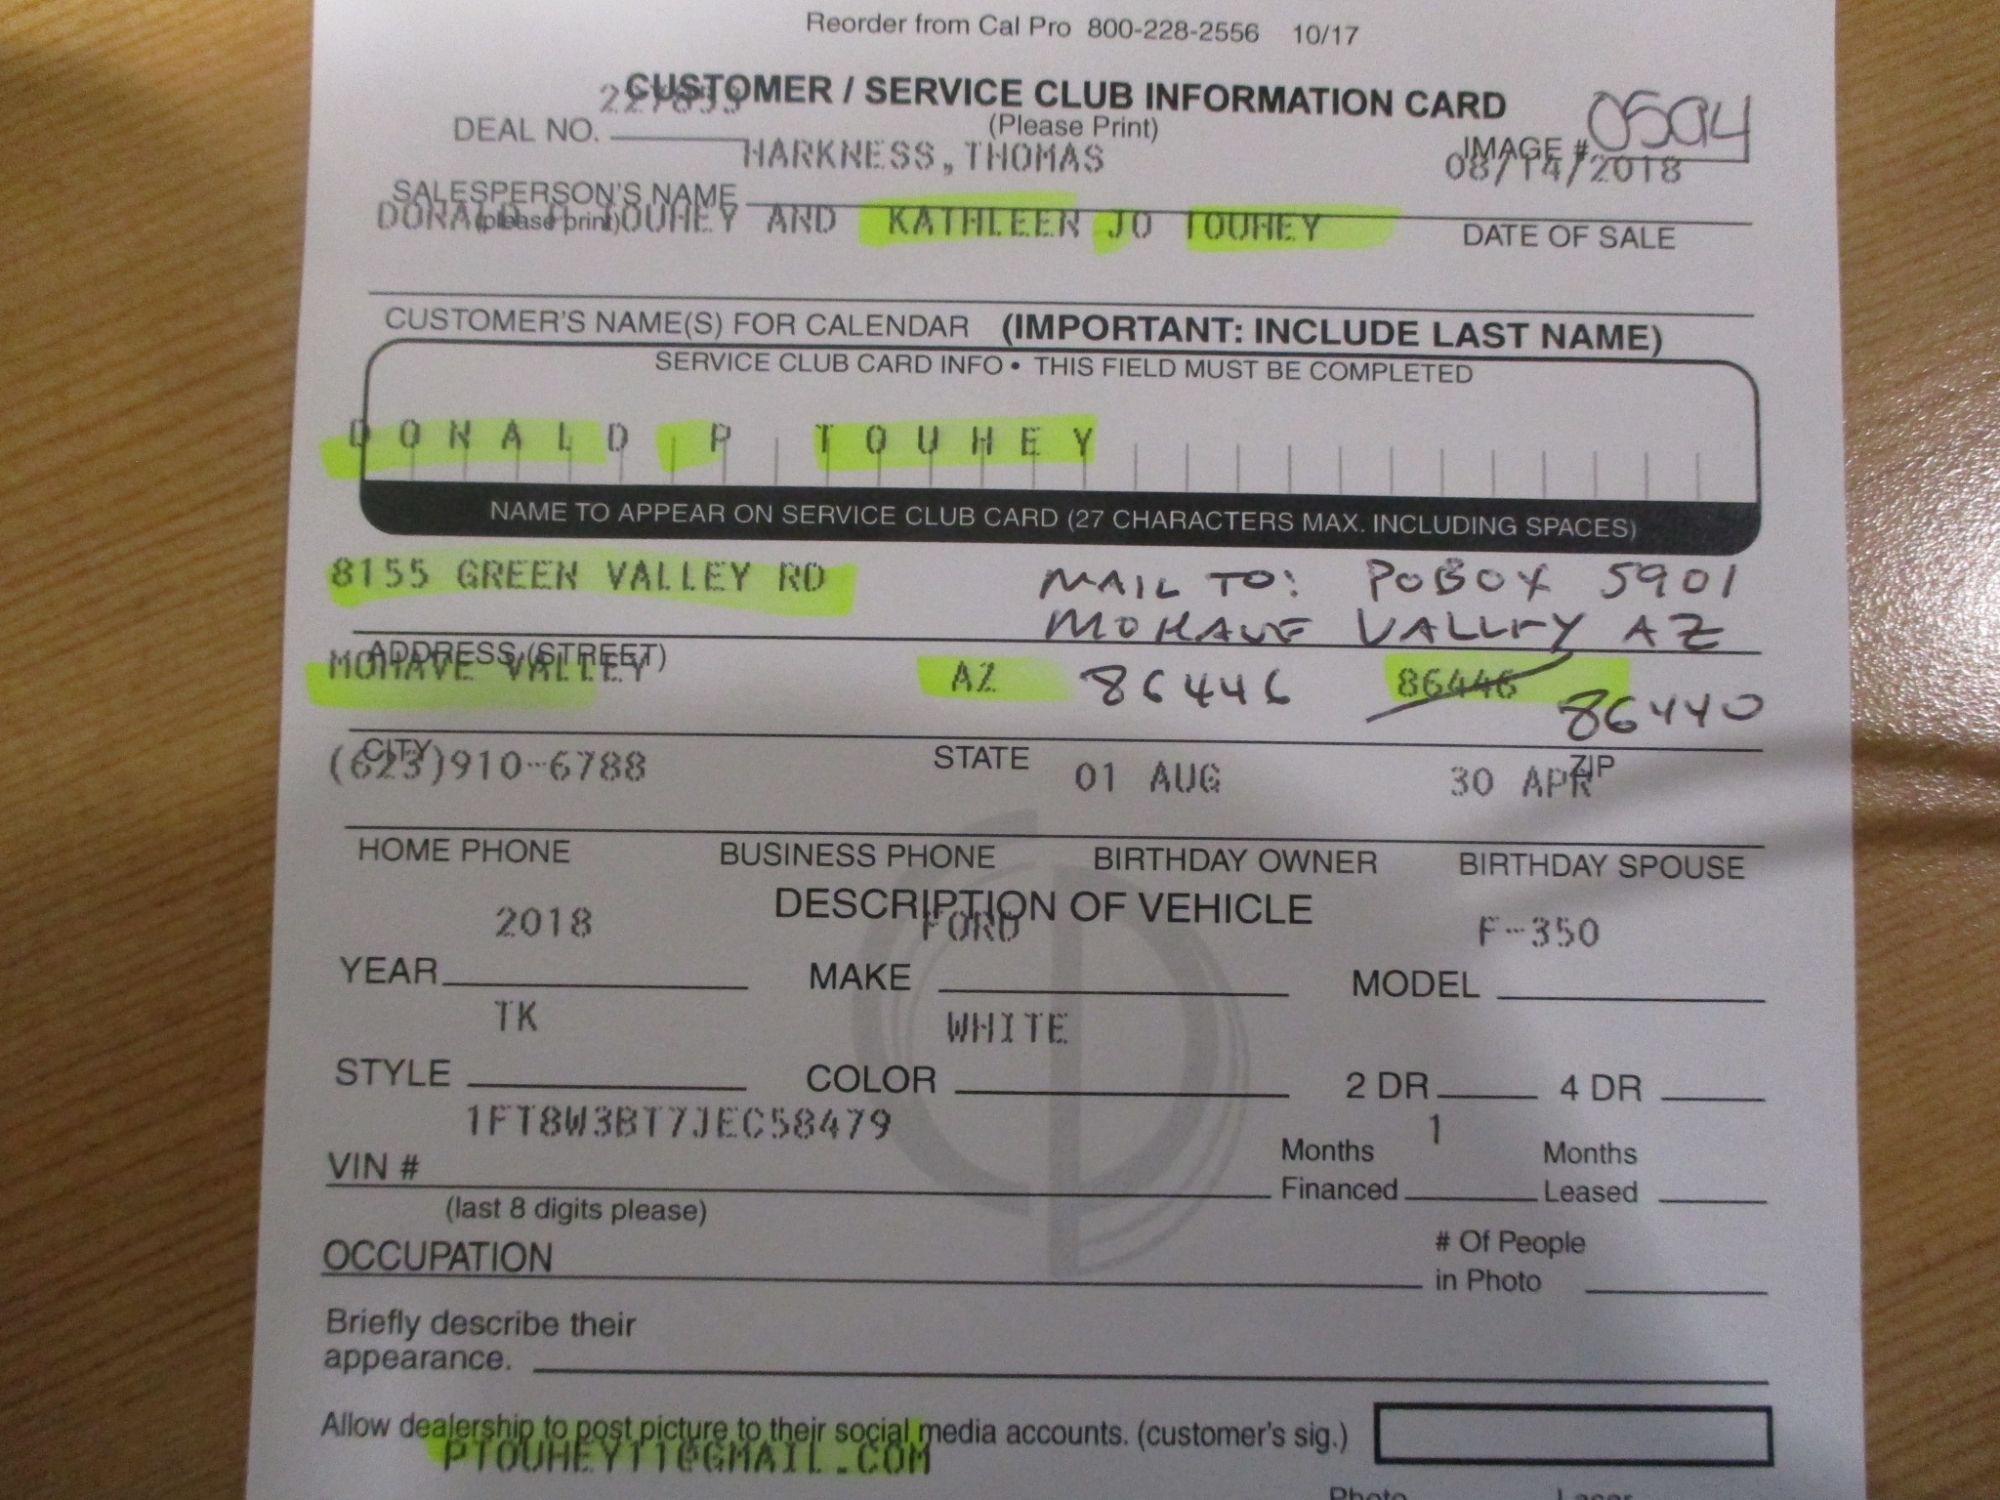 Reorder from Cal Pro 800-228-2556 10/17
CUSTOMER / SERVICE CLUB INFORMATION CARD
(Please Print)
DEAL NO.
IMAGE # 0594
HARKNESS, THOMAS
08/14/2018
SALESPERSON'S NAME
(please print)
DATE OF SALE
DONALD P TOUHEY AND KATHLEEN JO TOUHEY
CUSTOMER'S NAME(S) FOR CALENDAR (IMPORTANT: INCLUDE LAST NAME)
SERVICE CLUB CARD INFO • THIS FIELD MUST BE COMPLETED
DONALD P TOUHEY
NAME TO APPEAR ON SERVICE CLUB CARD (27 CHARACTERS MAX. INCLUDING SPACES)
8155 GREEN VALLEY RD MAIL TO: PO BOX 5901
MOHAVE VALLEY AZ
ADDRESS (STREET)
MOHAVE VALLEY AZ 86446 86446 86440
CITY STATE ZIP
(623)910-6788 01 AUG 30 APR
HOME PHONE BUSINESS PHONE BIRTHDAY OWNER BIRTHDAY SPOUSE
DESCRIPTION OF VEHICLE
2018 FORD F-350
YEAR MAKE MODEL
TK WHITE
STYLE COLOR 2 DR 4 DR
1FT8W3BT7JEC58479 1
VIN # Months Financed Months Leased
(last 8 digits please)
OCCUPATION # Of People in Photo
Briefly describe their
appearance.
Allow dealership to post picture to their social media accounts. (customer's sig.)
PTOUHEY11@GMAIL.COM